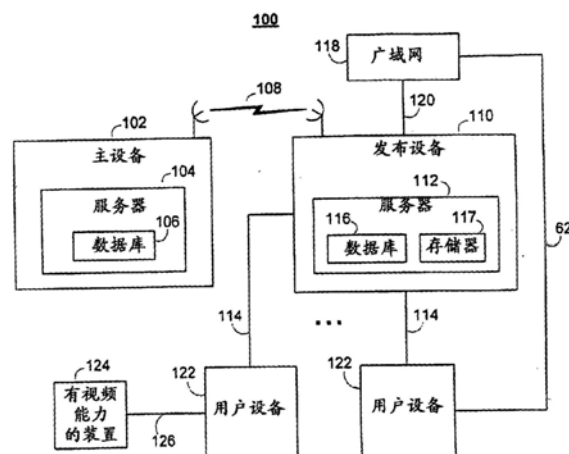 100
118
广域网
108
120
102
110
主设备
发布设备
104
112
服务器
服务器
106
116
117
数据库
数据库
存储器
62
114
114
...
124
122
122
有视频
能力
的装置
用户设备
用户设备
126